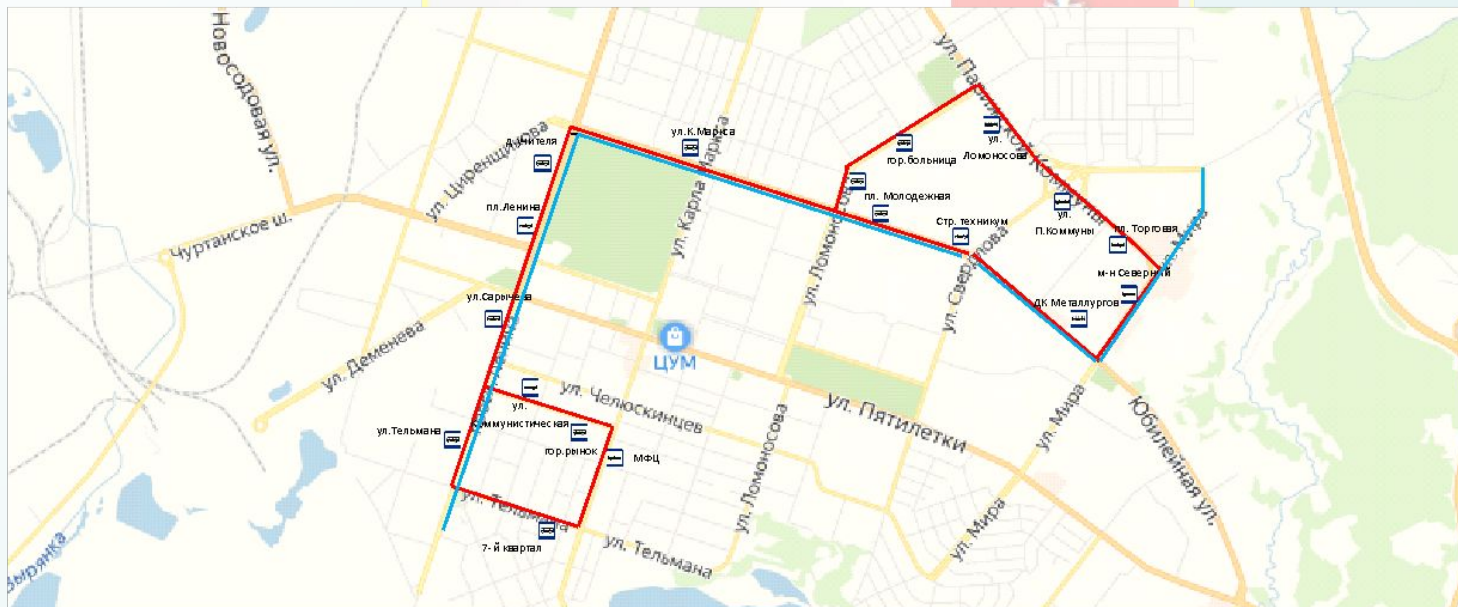 Новосодовая ул.
ул. Парижской Коммуны
ул. Циренщикова
д.учителя
ул.К.Маркса
ул. Карла Маркса
гор.больница
ул.
Ломоносова
пл.Ленина
пл. Молодежная
Стр. техникум
ул.
П.Коммуны
пл. Торговая
Чуртанское ш.
ул. Ломоносова
ул. Свердлова
м-н Северный
ул. Мира
ул.Сарычева
ДК Металлургов
ул. Деменева
ЦУМ
ул. Челюскинцев
ул. Пятилетки
ул.
Коммунистическая
ул.Тельмана
гор.рынок
МФЦ
ул. Ломоносова
ул. Мира
Юбилейная ул.
ул. Тельмана
7-й квартал
ул. Тельмана
ул. Мира
Зырянка